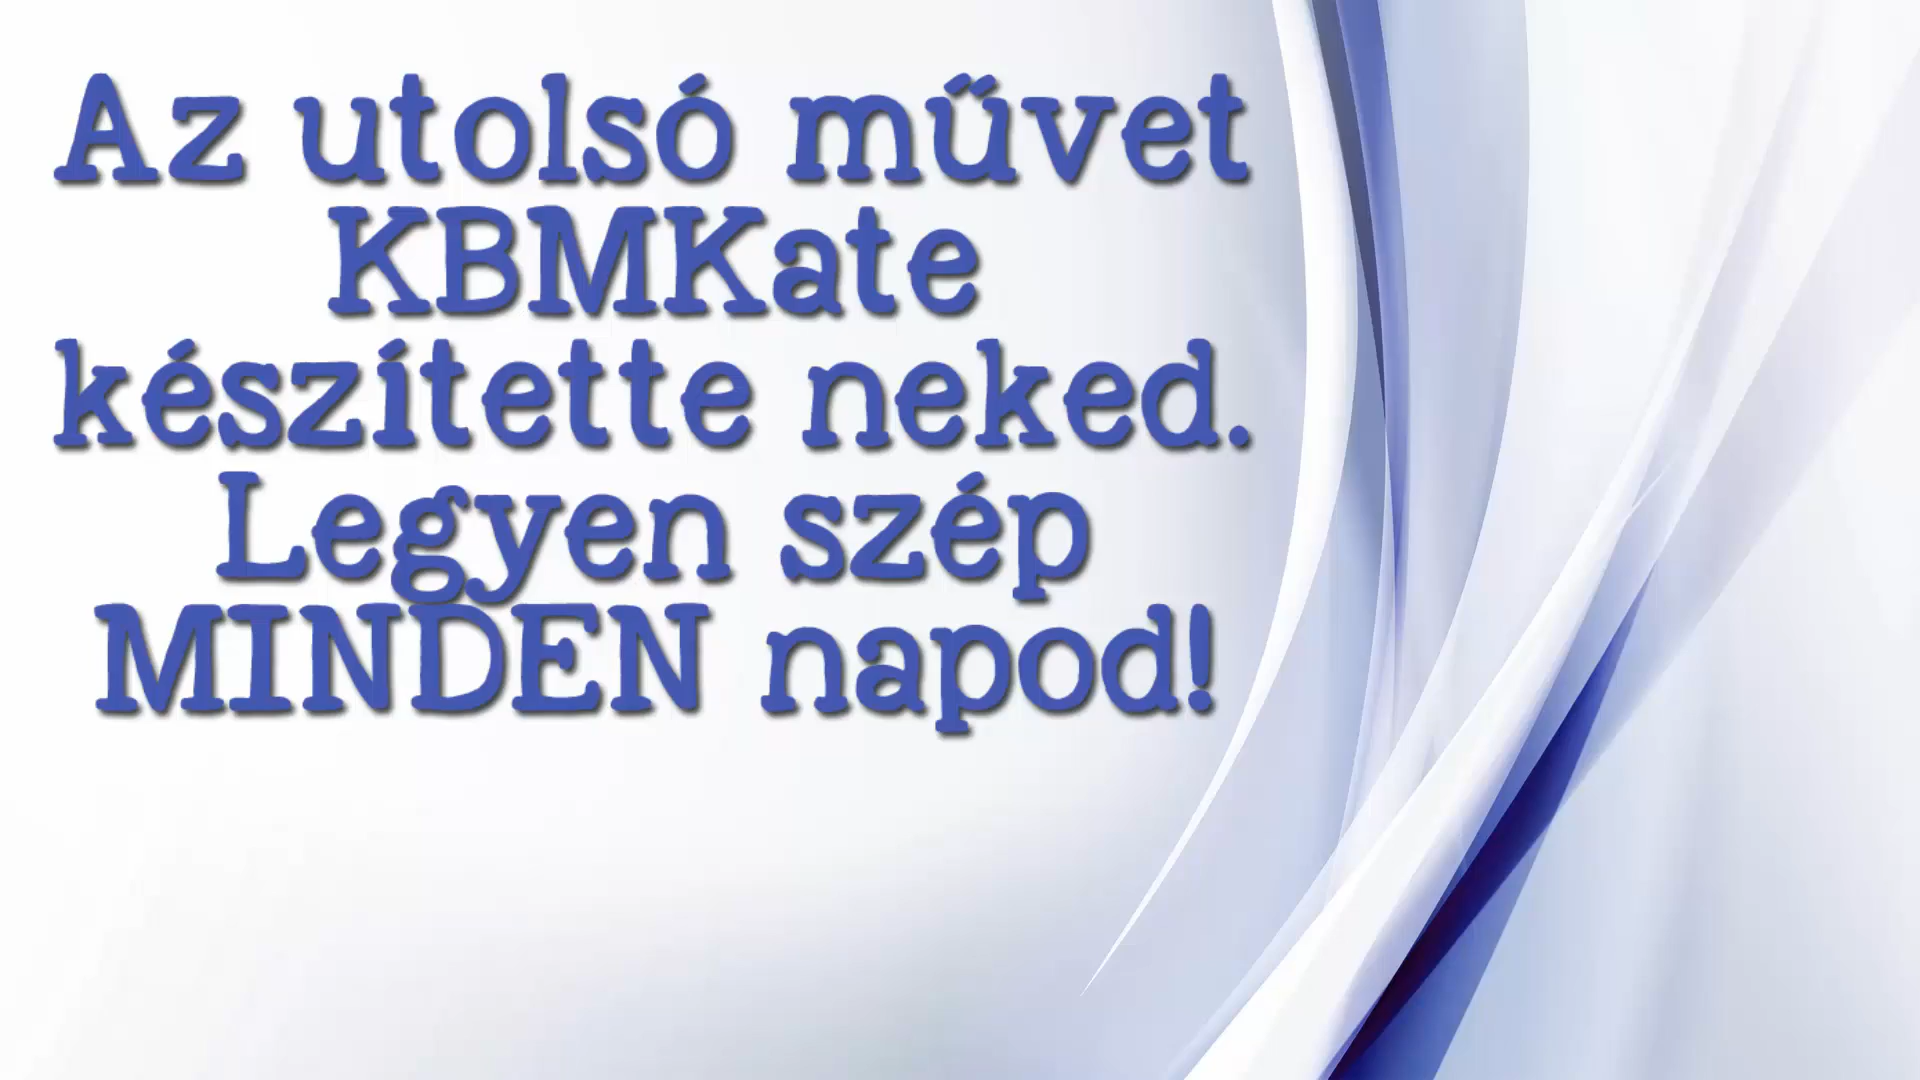 Az utolsó művet
KBMKate
készítette neked.
Legyen szép
MINDEN napod!